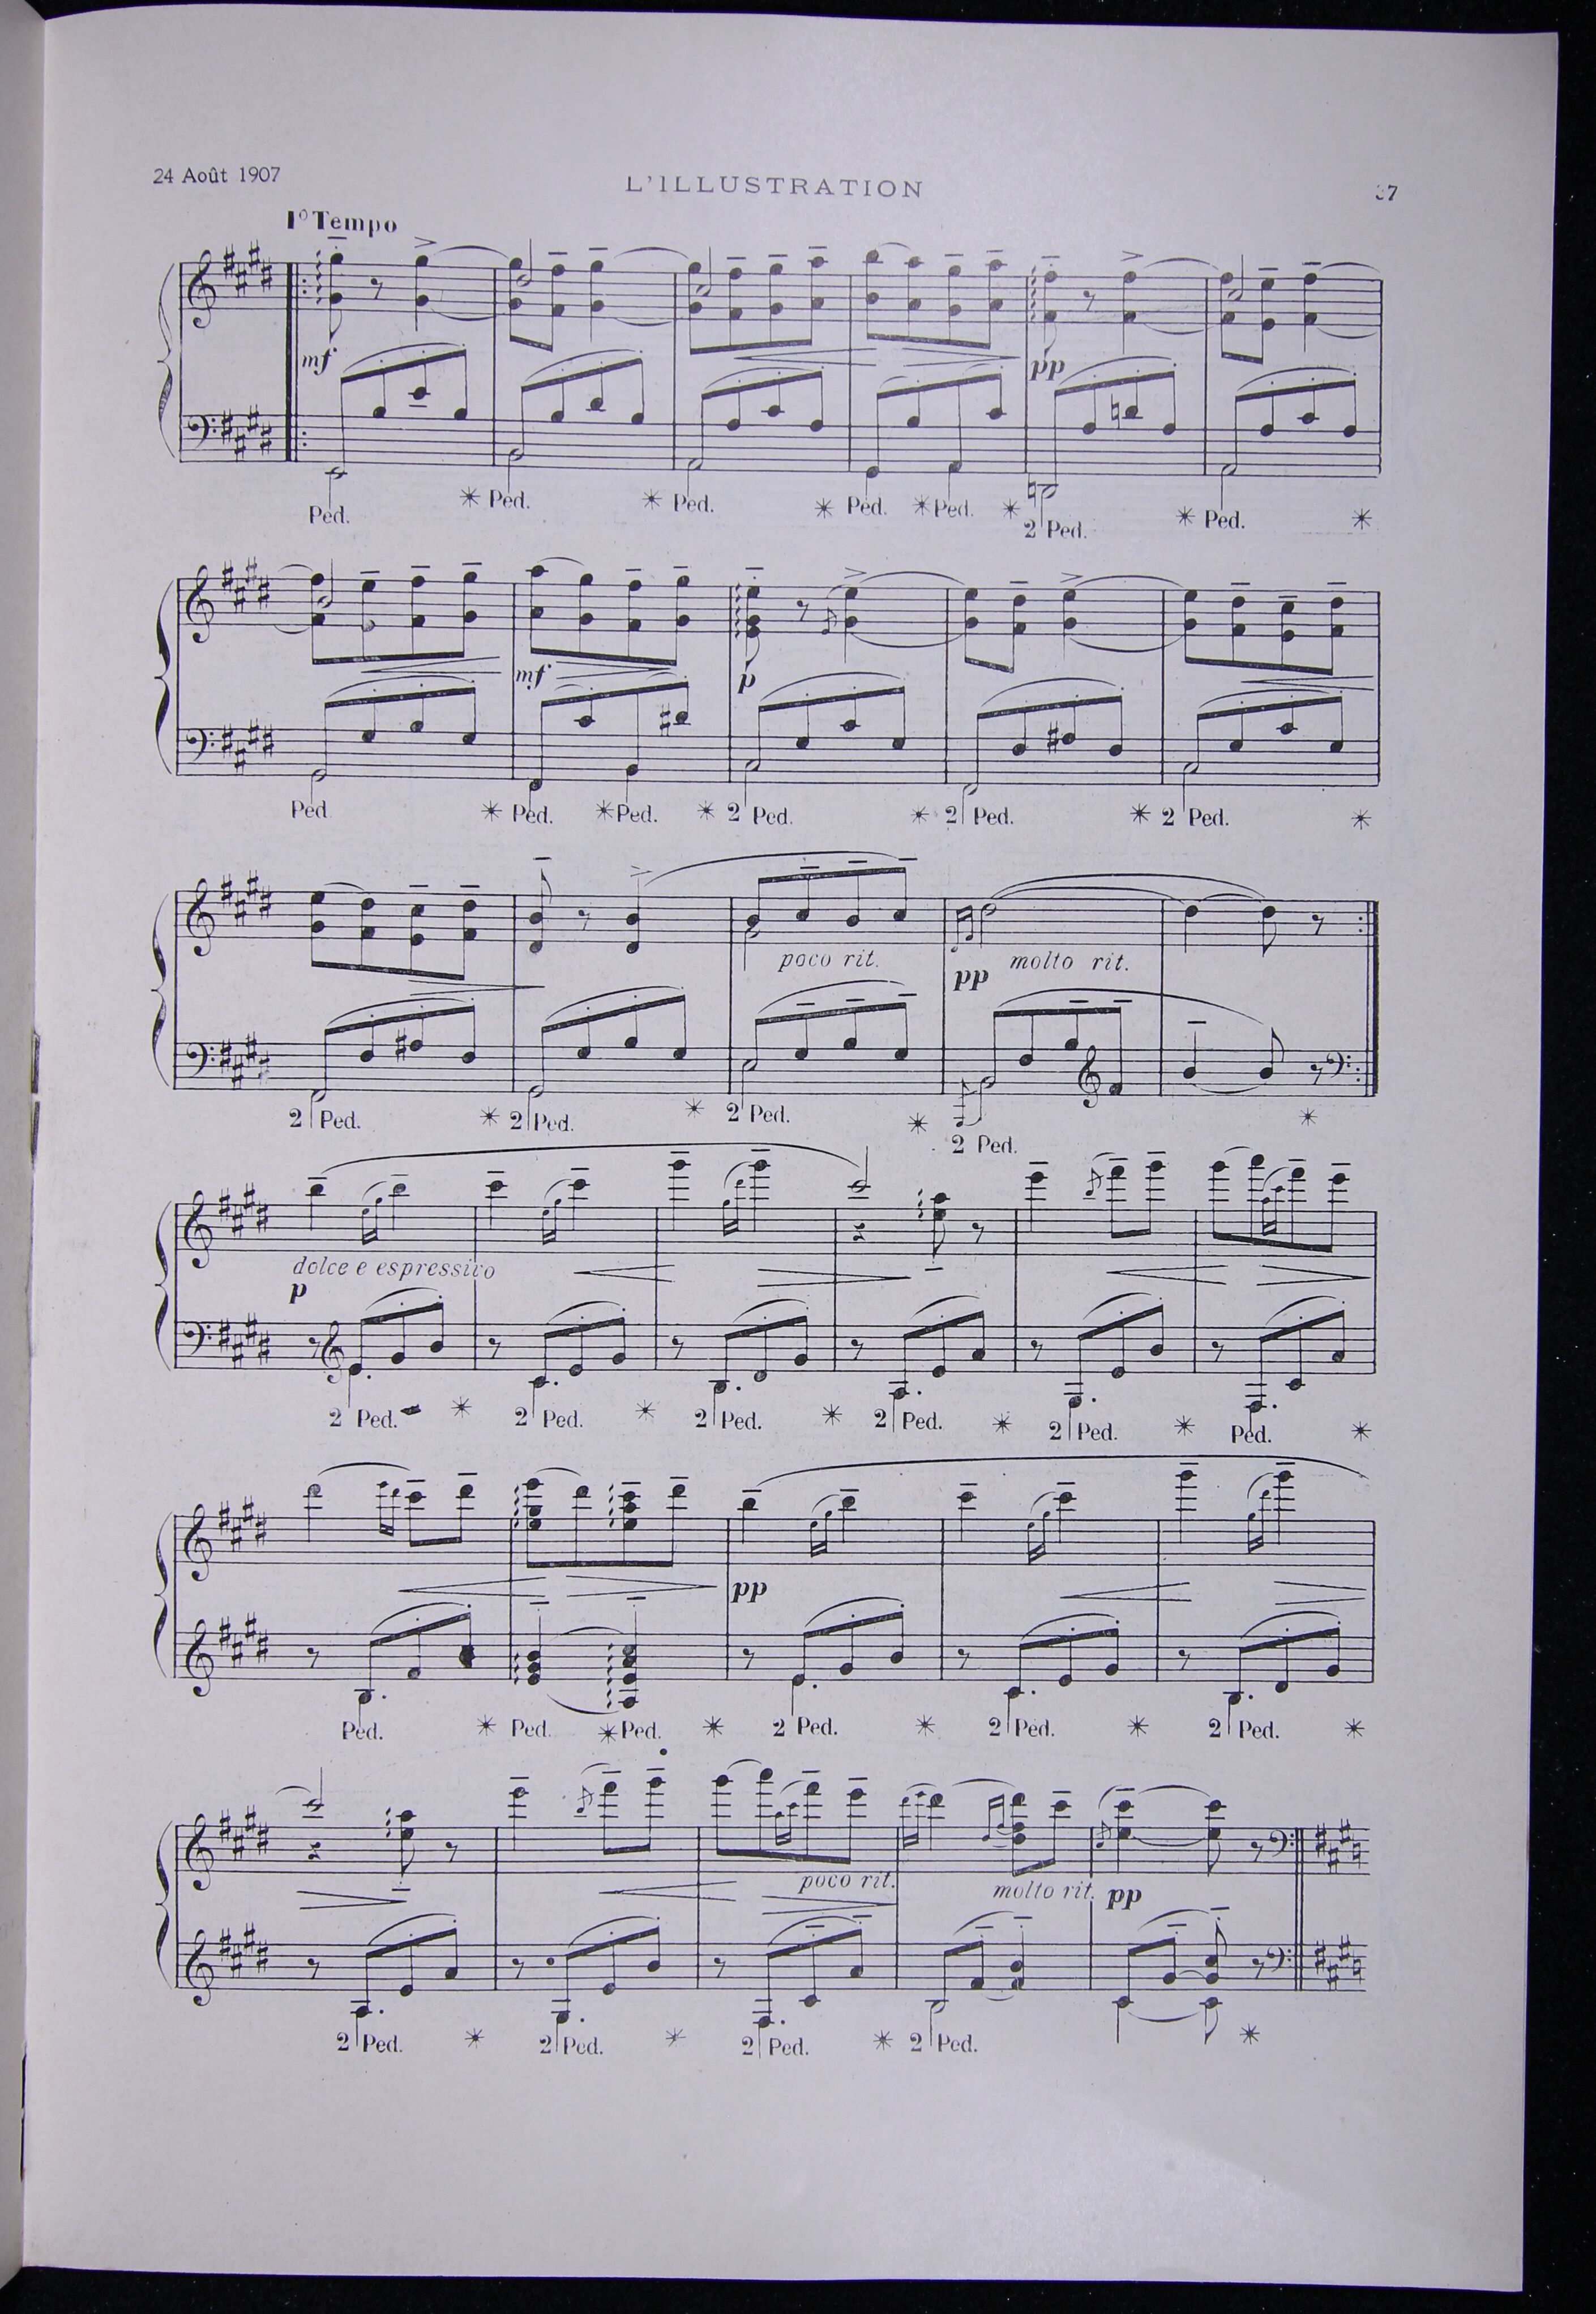 24 Août 1907
L'ILLUSTRATION
1º Tempo
mf
pp
Ped. * Ped. * Ped. * Ped. * Ped. * 2 Ped. * Ped. *
mf
p
Ped * Ped. * Ped. * 2 Ped. * 2 Ped. * 2 Ped. *
poco rit.
pp
molto rit.
2 Ped. * 2 Ped. * 2 Ped. * 2 Ped. *
dolce e espressivo
p
2 Ped. * 2 Ped. * 2 Ped. * 2 Ped. * 2 Ped. * Ped. *
pp
Ped. * Ped. * Ped. * 2 Ped. * 2 Ped. * 2 Ped. *
poco rit.
molto rit. pp
2 Ped. * 2 Ped. * 2 Ped. * 2 Ped. *